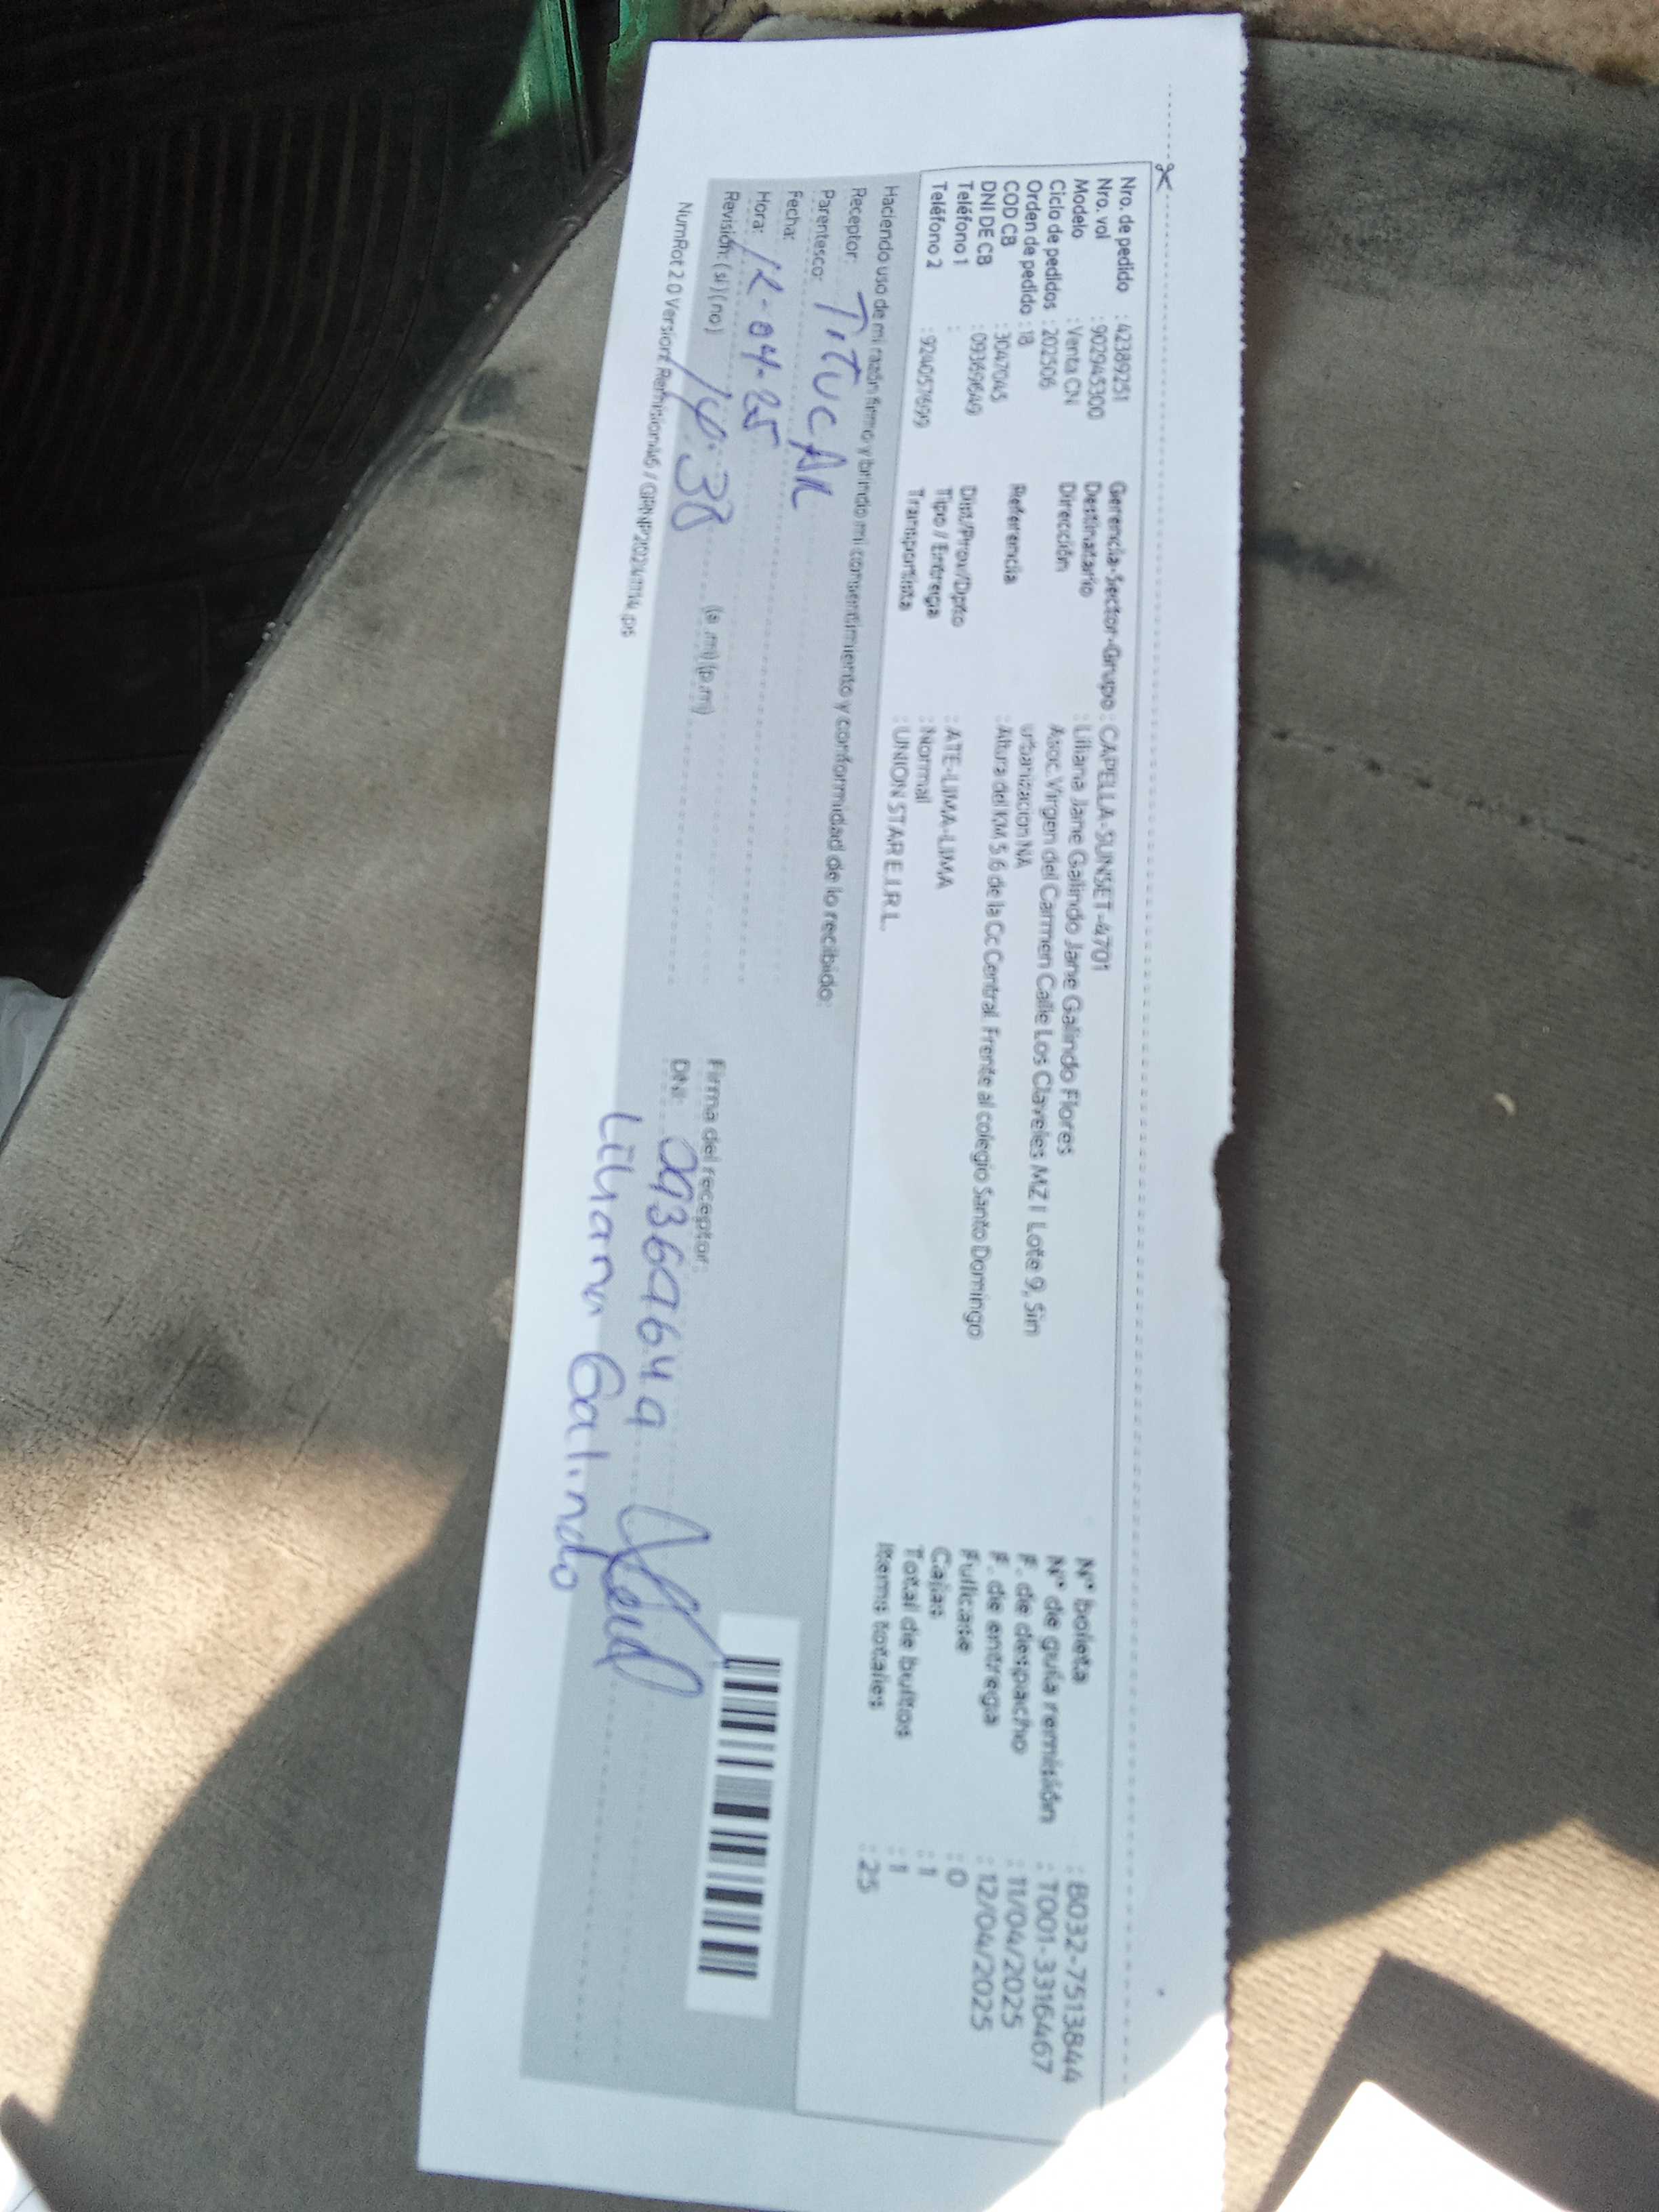 Nro. de pedido : 42389251
Nro. vol : 902945300
Modelo : Venta CN
Ciclo de pedidos : 202506
Orden de pedido : 18
COD CB : 3047045
DNI DE CB : 09369649
Teléfono 1 :
Teléfono 2 : 924057699
Gerencia-Sector-Grupo : CAPELLA-SUNSET-4701
Destinatario : Liliana Jane Galindo Jane Galindo Flores
Dirección : Asoc. Virgen del Carmen Calle Los Claveles MZ I Lote 9, Sin
urbanizacion NA
Referencia : Altura del KM 5.6 de la Cc Central Frente al colegio Santo Domingo
Dist/Prov/Dpto : ATE-LIMA-LIMA
Tipo / Entrega : Normal
Transportista : UNION STAR E.I.R.L.
Nº boleta : B032-7513844
Nº de guía remisión : T001-3316467
F. de despacho : 11/04/2025
F. de entrega : 12/04/2025
Fullcase : 0
Cajas : 1
Total de bultos : 1
Items totales : 25
Haciendo uso de mi razón firmo y brindo mi consentimiento y conformidad de lo recibido:
Receptor:
Parentesco: TITUCAR
Fecha: 12-04-25
Hora: 14:38 (a.m) (p.m)
Revisión: (si) (no)
Firma del receptor:
DNI: 09369649
Liliana Galindo
NumRot 2.0 Version